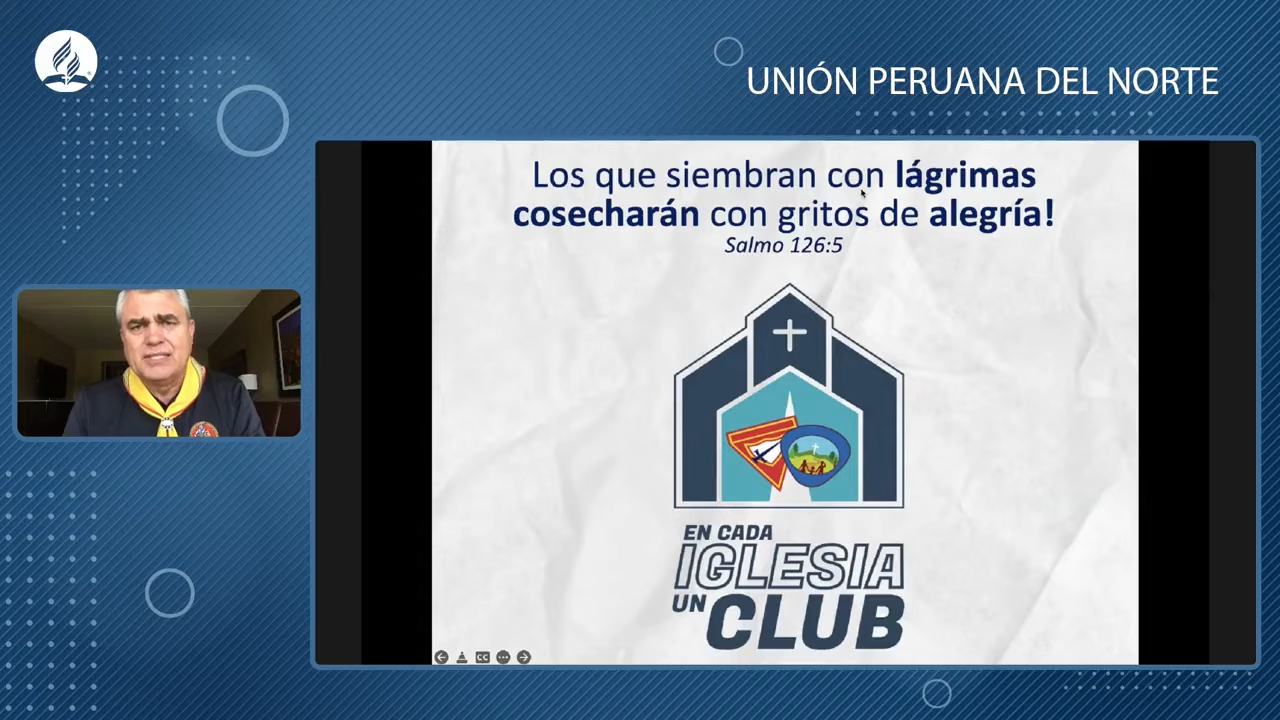 UNIÓN PERUANA DEL NORTE
Los que siembran con lágrimas
cosecharán con gritos de alegría!
Salmo 126:5
EN CADA
IGLESIA
UN CLUB
CC